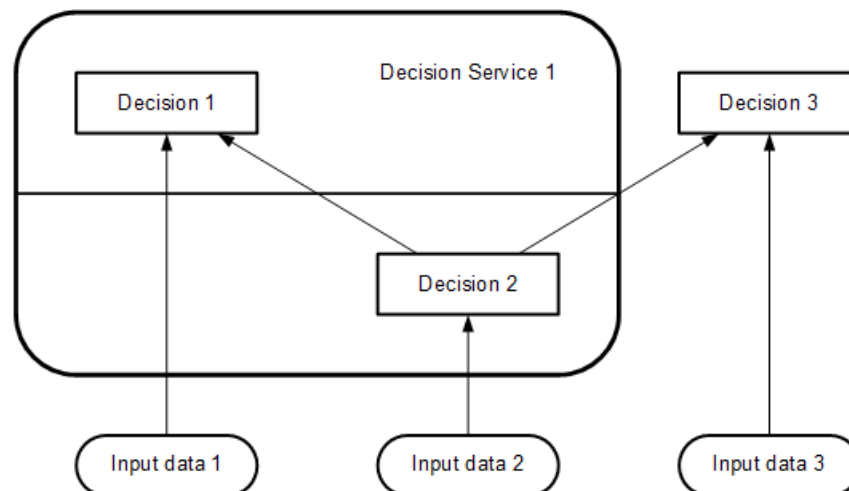 Decision Service 1
Decision 1
Decision 3
Decision 2
Input data 1
Input data 2
Input data 3